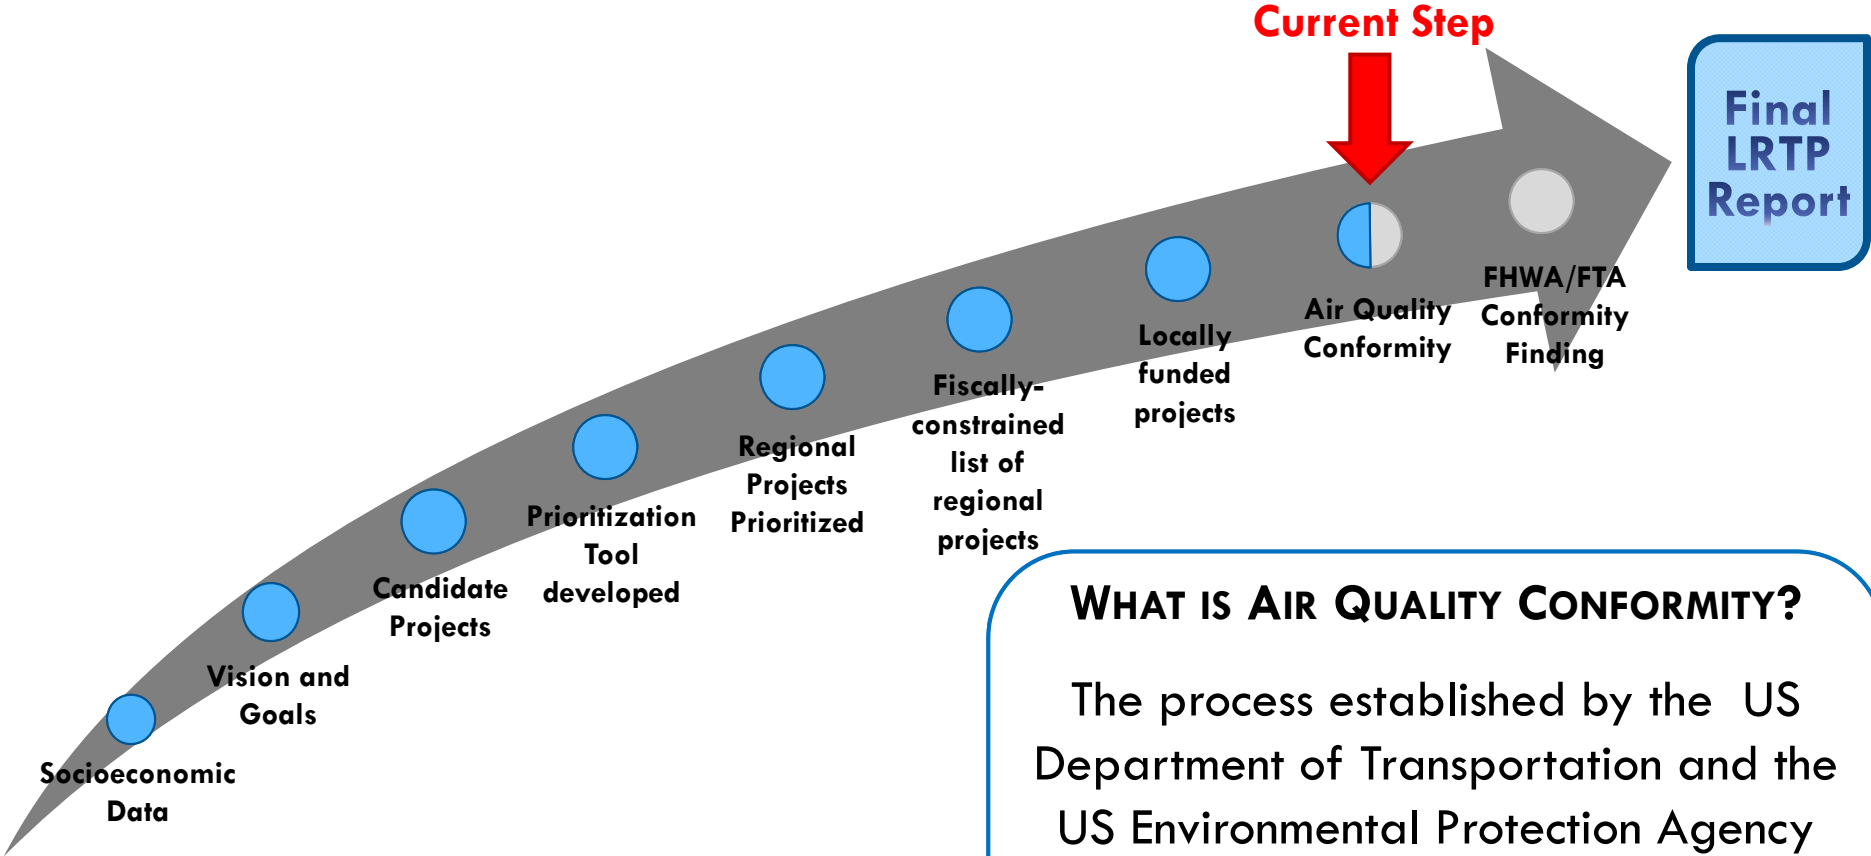 Current Step
Final
LRTP
Report
FHWA/FTA
Conformity
Finding
Air Quality
Conformity
Locally
funded
projects
Fiscally-
constrained
list of
regional
projects
Regional
Projects
Prioritized
Prioritization
Tool
developed
Candidate
Projects
Vision and
Goals
Socioeconomic
Data
WHAT IS AIR QUALITY CONFORMITY?
The process established by the US
Department of Transportation and the
US Environmental Protection Agency